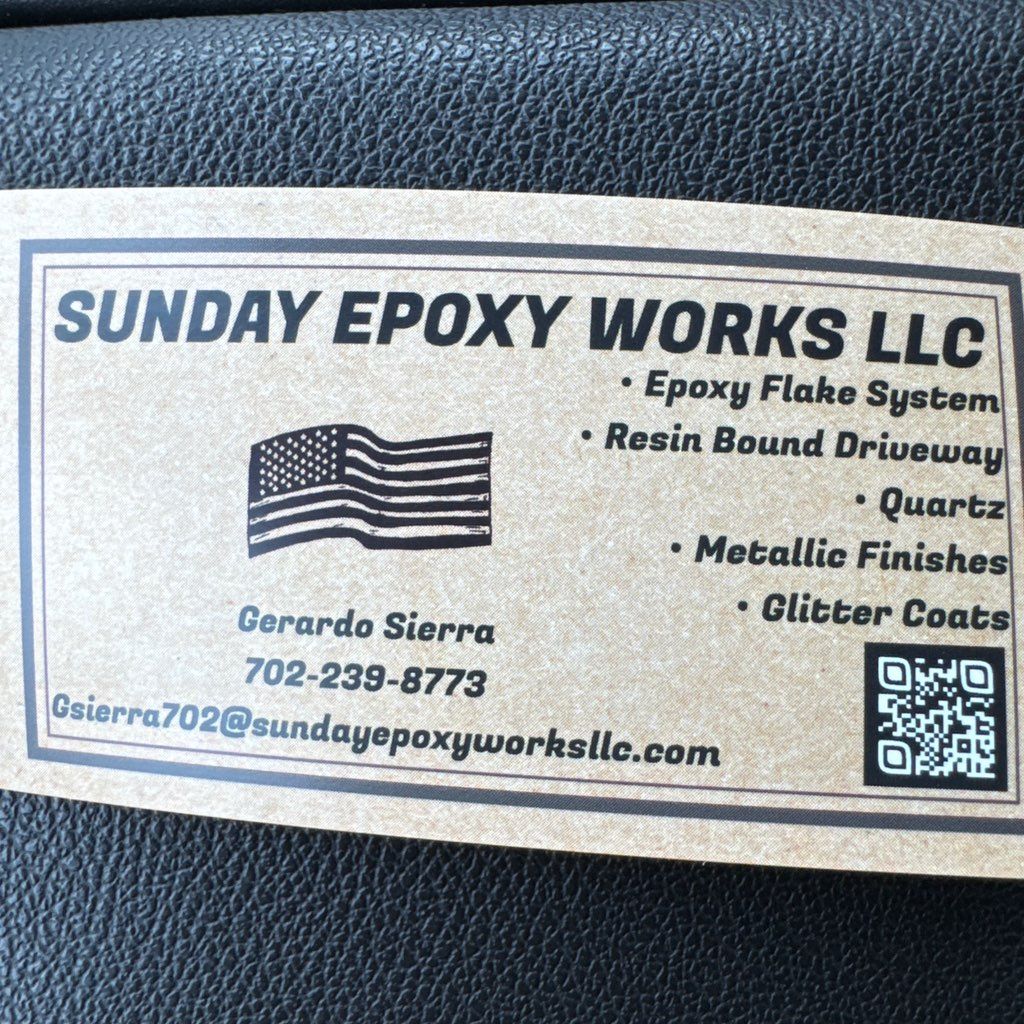 SUNDAY EPOXY WORKS LLC
• Epoxy Flake System
• Resin Bound Driveway
• Quartz
• Metallic Finishes
• Glitter Coats
Gerardo Sierra
702-239-8773
Gsierra702@sundayepoxyworksllc.com